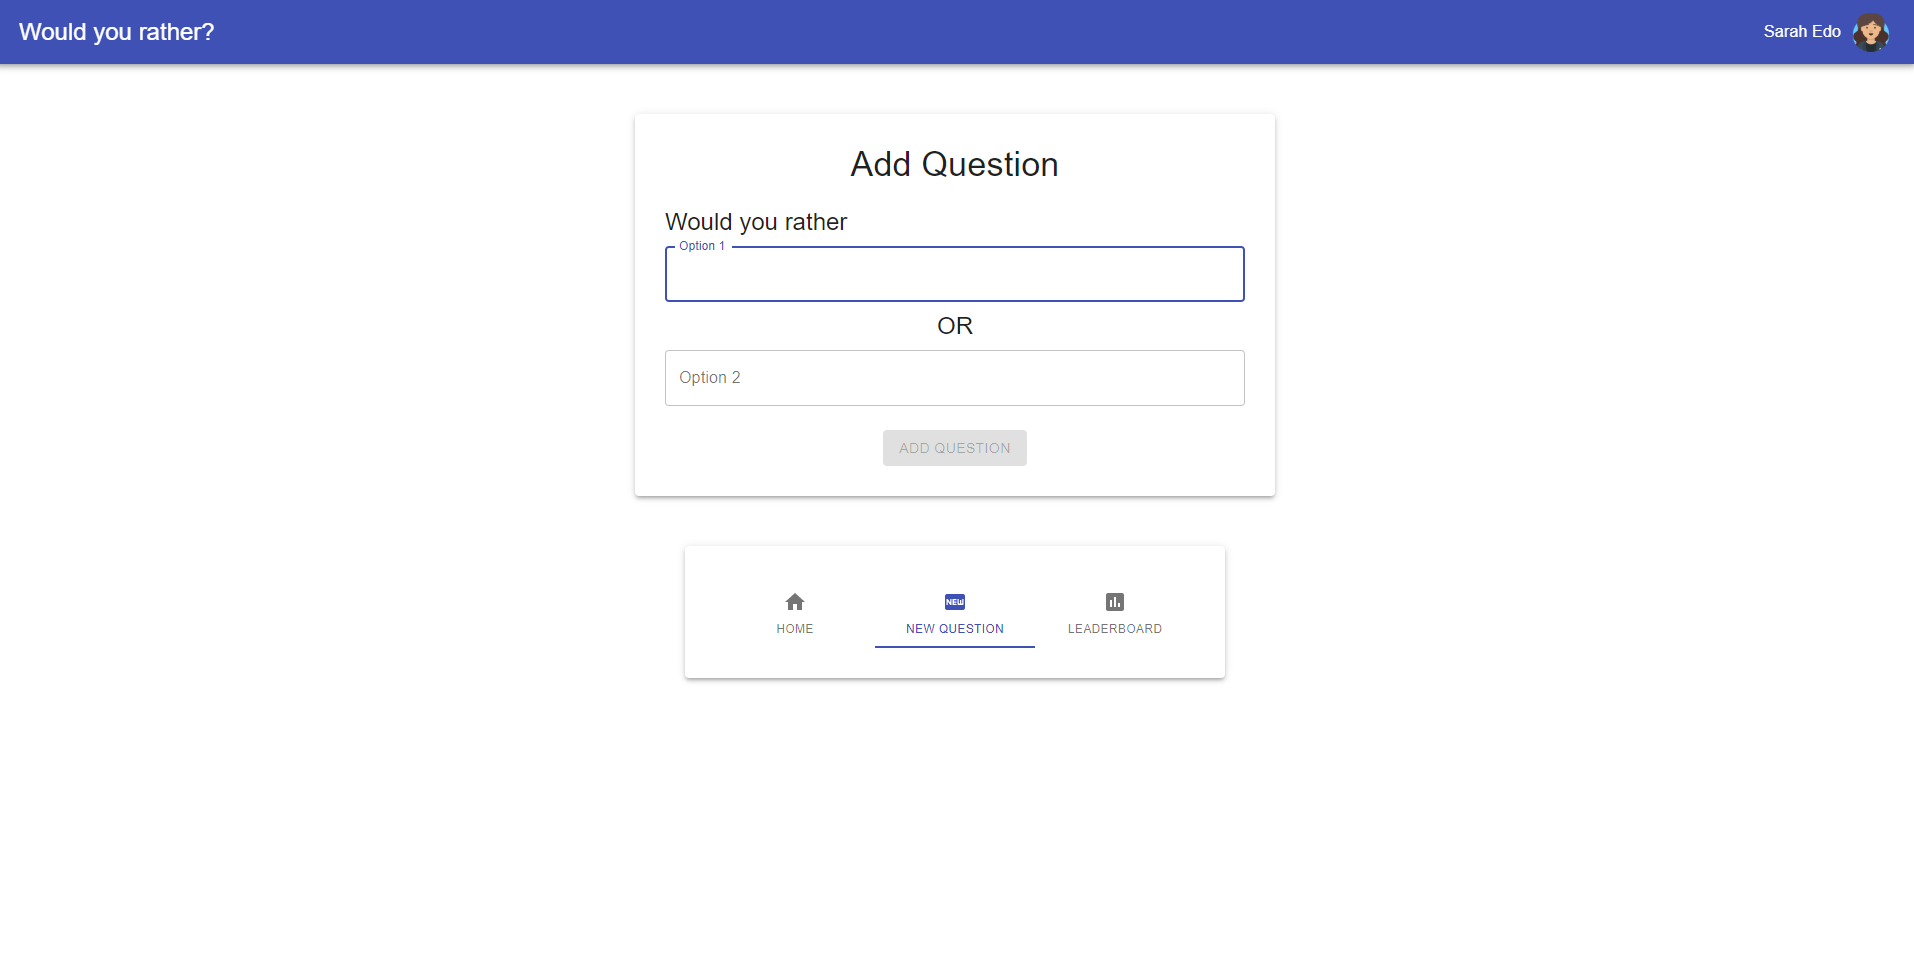 Would you rather?
Sarah Edo
Add Question
Would you rather
Option 1
OR
Option 2
ADD QUESTION
NEW
HOME
NEW QUESTION
LEADERBOARD